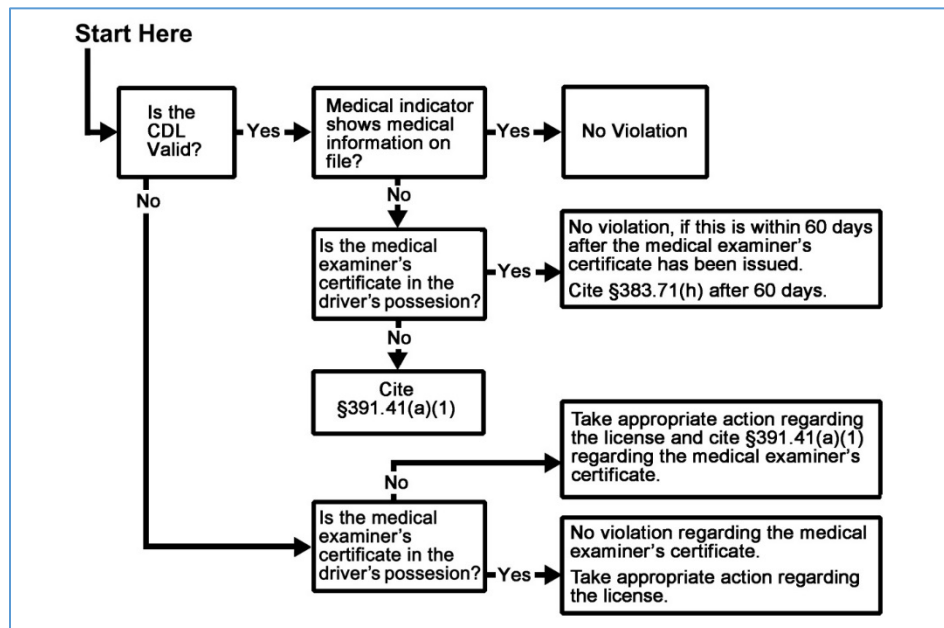 Start Here
Is the
CDL
Valid?
Yes
Medical indicator
shows medical
information on
file?
Yes
No Violation
No
No
Is the medical
examiner's
certificate in the
driver's possesion?
Yes
No violation, if this is within 60 days
after the medical examiner's
certificate has been issued.
Cite §383.71(h) after 60 days.
No
Cite
§391.41(a)(1)
Take appropriate action regarding
the license and cite §391.41(a)(1)
regarding the medical examiner's
certificate.
No
Is the medical
examiner's
certificate in the
driver's possesion?
Yes
No violation regarding the medical
examiner's certificate.
Take appropriate action regarding
the license.